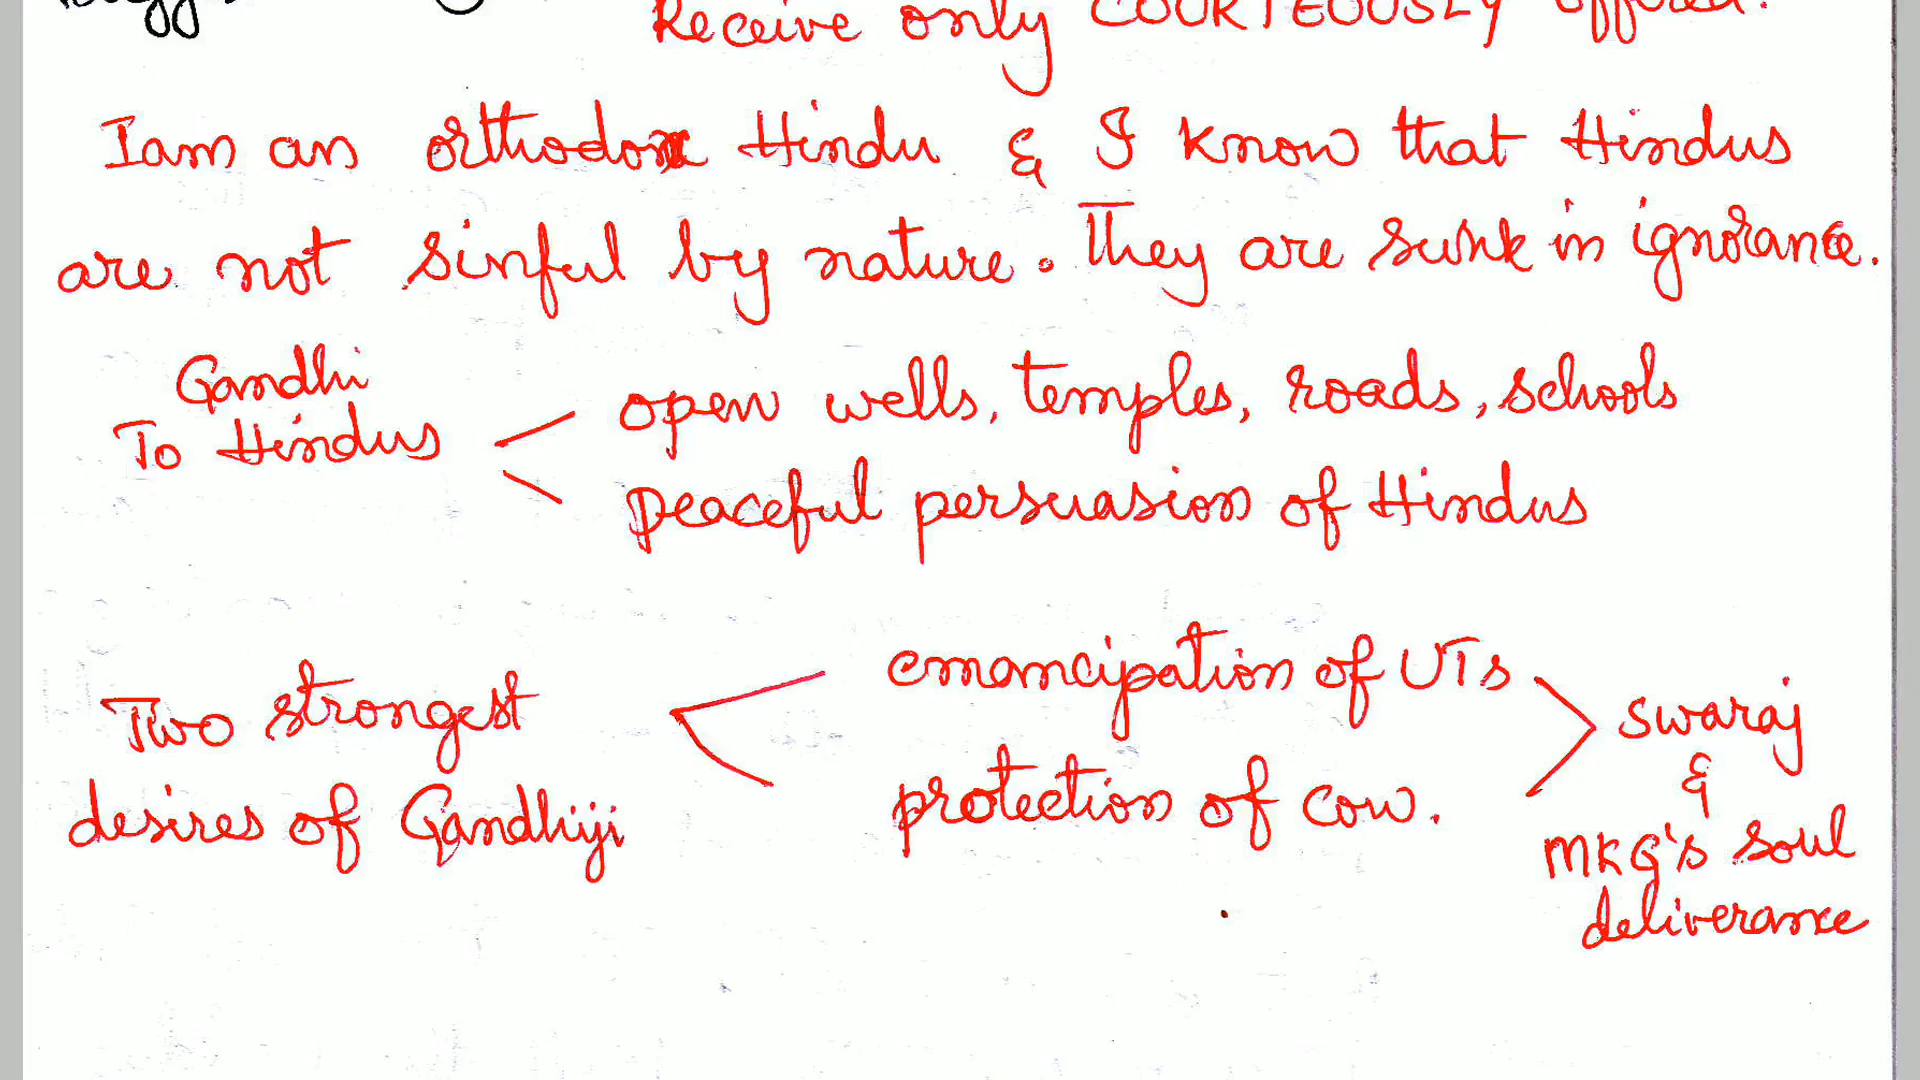 Receive only COURTEOUSLY offered.
I am an orthodox Hindu & I know that Hindus
are not sinful by nature. They are sunk in ignorance.
Gandhi
To Hindus
open wells, temples, roads, schools
peaceful persuasion of Hindus
Two strongest
desires of Gandhiji
emancipation of UTs
protection of cow.
swaraj
&
MKG's soul
deliverance